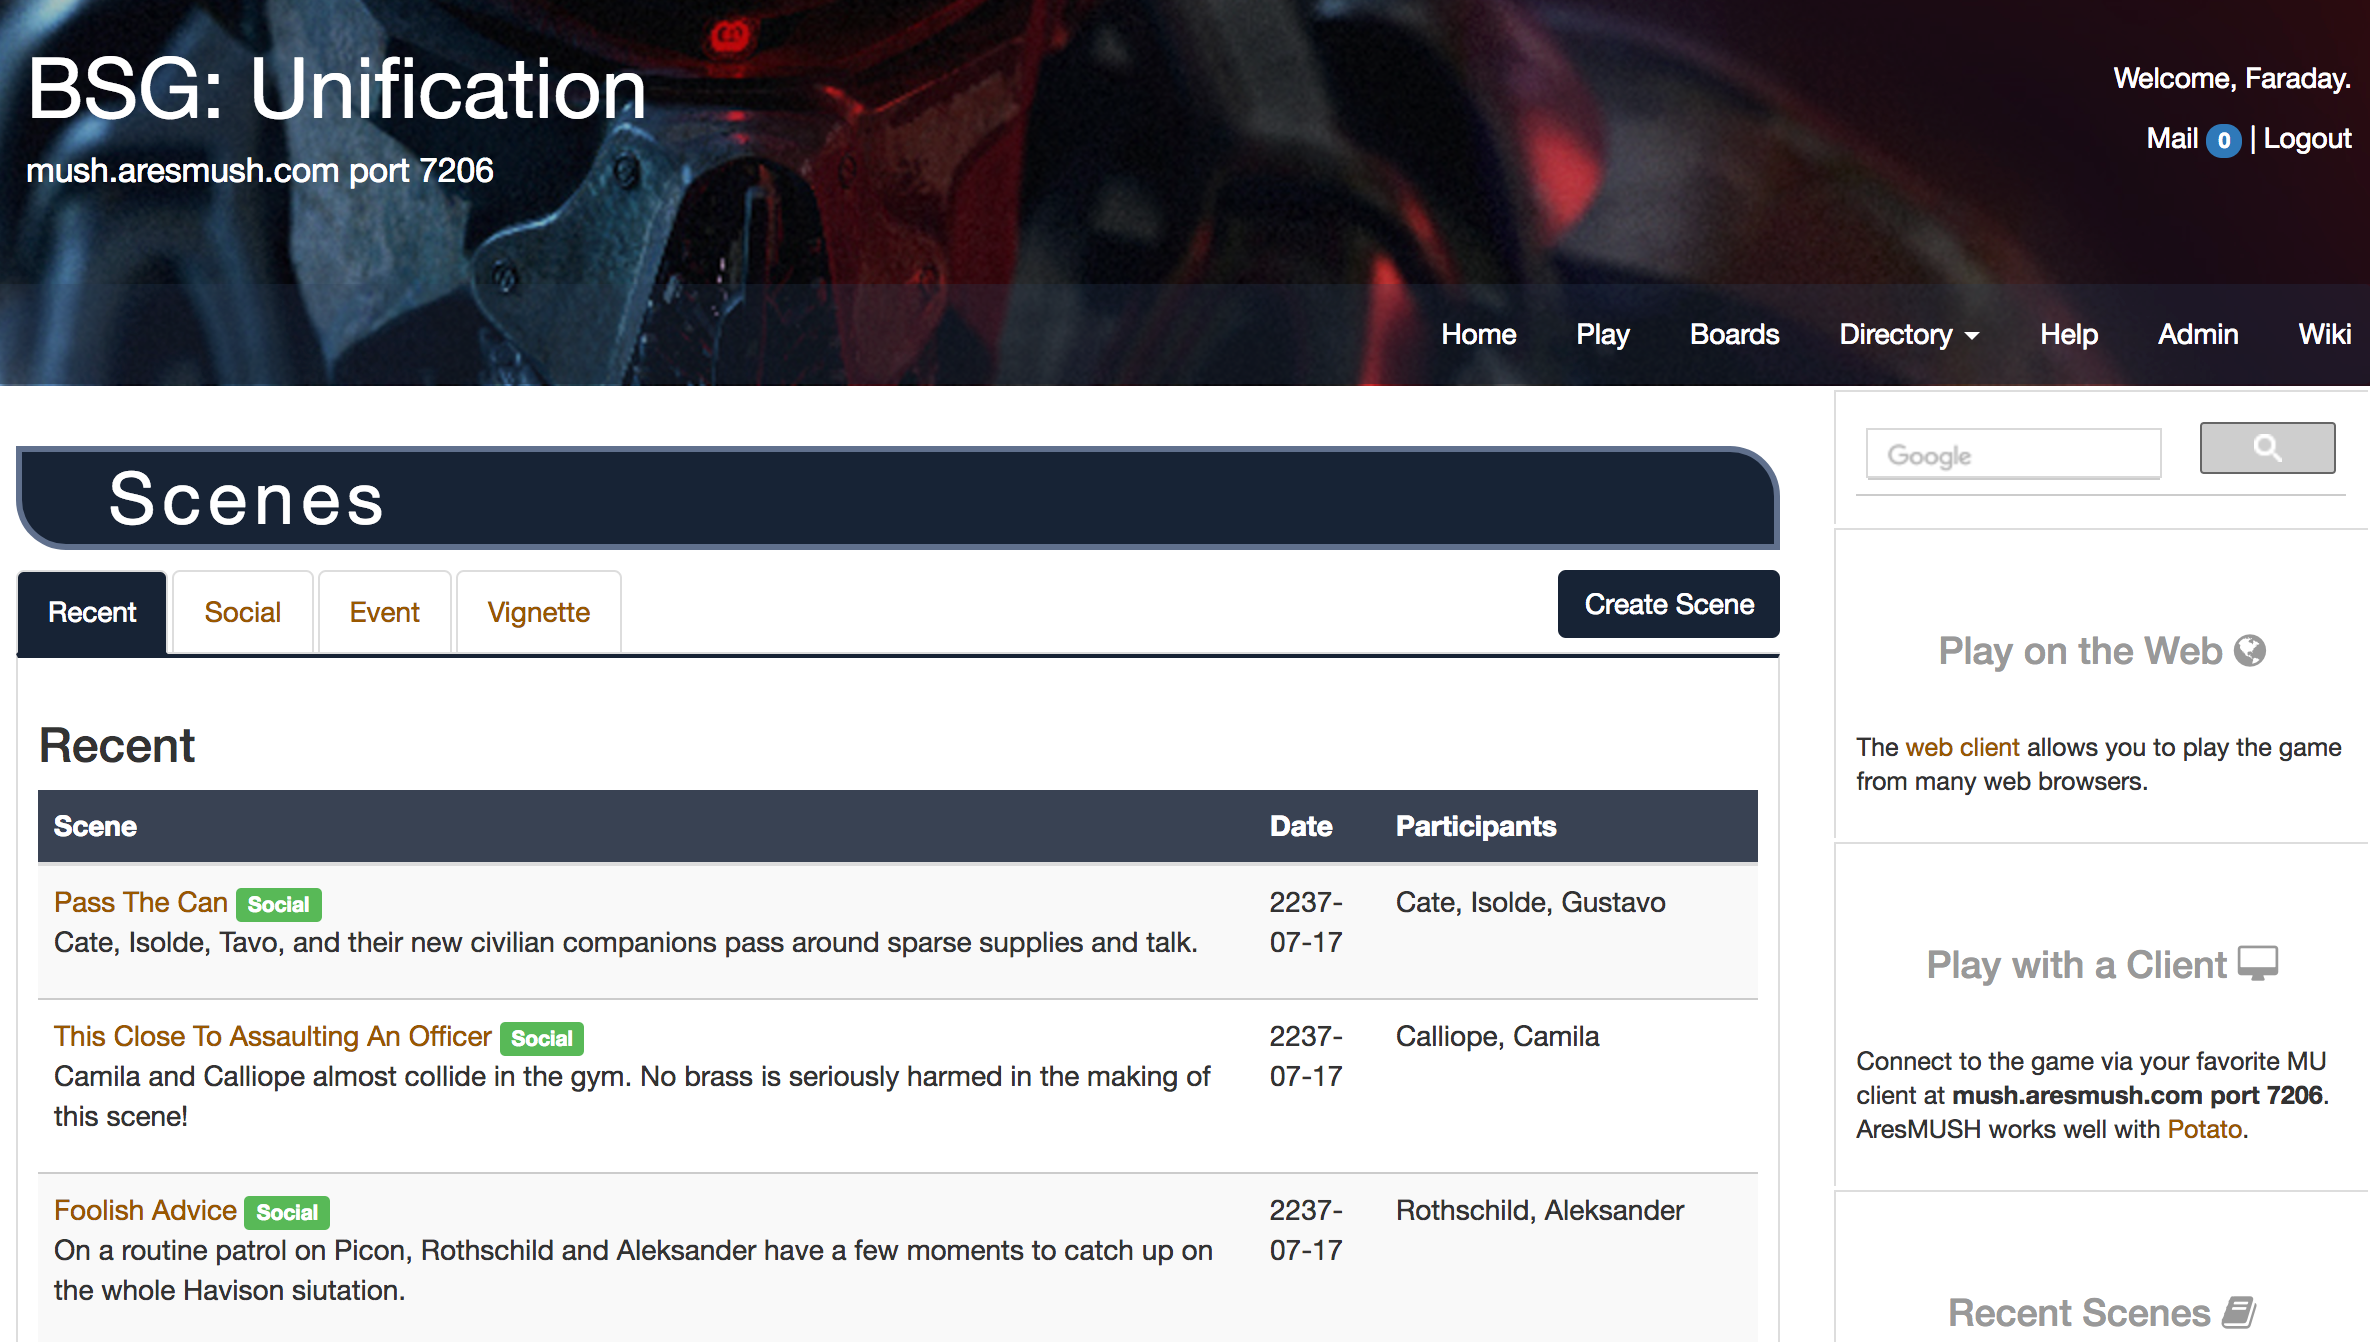 BSG: Unification
mush.aresmush.com port 7206
Welcome, Faraday.
Mail 0 | Logout
Home Play Boards Directory Help Admin Wiki
Google
Scenes
Recent Social Event Vignette
Create Scene
Recent
Scene Date Participants
Pass The Can Social
Cate, Isolde, Tavo, and their new civilian companions pass around sparse supplies and talk.
2237-
07-17
Cate, Isolde, Gustavo
This Close To Assaulting An Officer Social
Camila and Calliope almost collide in the gym. No brass is seriously harmed in the making of
this scene!
2237-
07-17
Calliope, Camila
Foolish Advice Social
On a routine patrol on Picon, Rothschild and Aleksander have a few moments to catch up on
the whole Havison siutation.
2237-
07-17
Rothschild, Aleksander
Play on the Web
The web client allows you to play the game
from many web browsers.
Play with a Client
Connect to the game via your favorite MU
client at mush.aresmush.com port 7206.
AresMUSH works well with Potato.
Recent Scenes